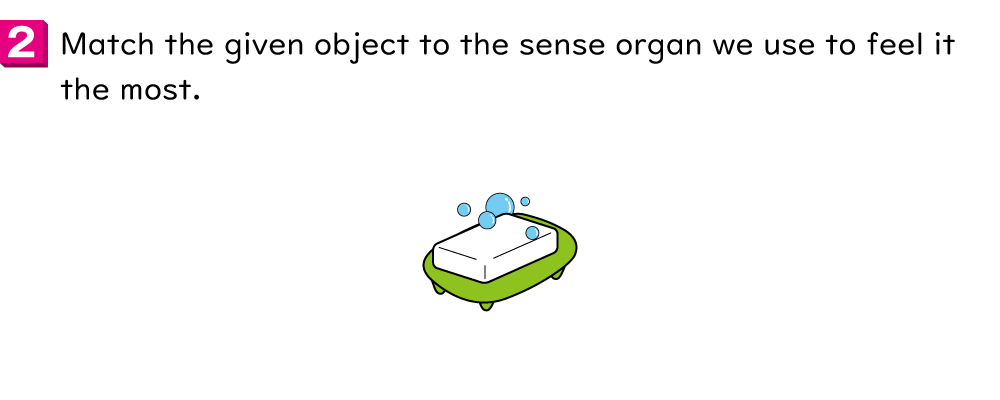 2 Match the given object to the sense organ we use to feel it
the most.